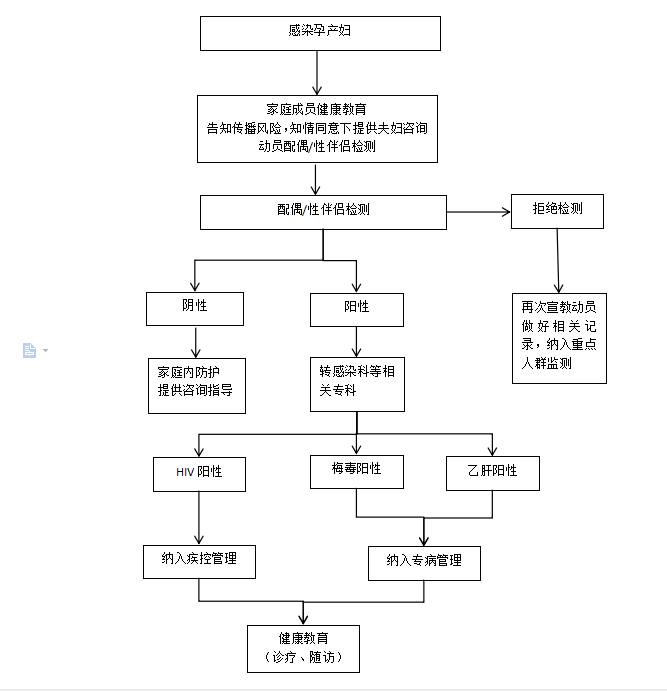 感染孕产妇
家庭成员健康教育
告知传播风险,知情同意下提供夫妇咨询
动员配偶/性伴侣检测
配偶/性伴侣检测
拒绝检测
阴性
阳性
再次宣教动员
做好相关记
录，纳入重点
人群监测
家庭内防护
提供咨询指导
转感染科等相
关专科
HIV 阳性
梅毒阳性
乙肝阳性
纳入疾控管理
纳入专病管理
健康教育
（诊疗、随访）